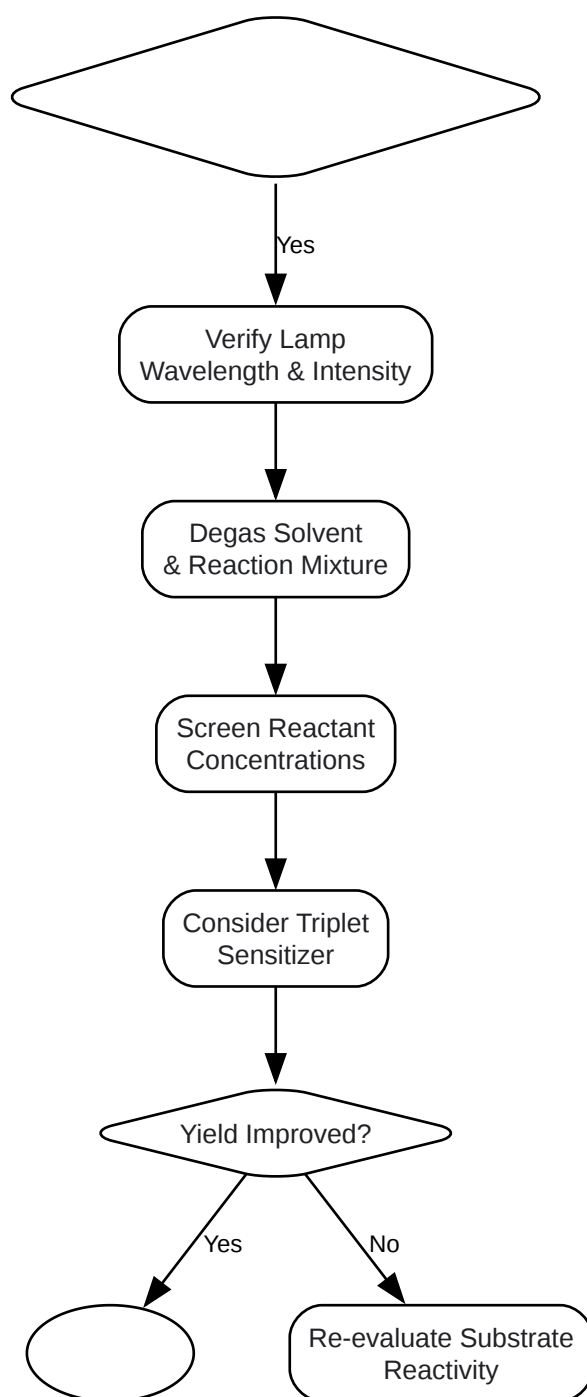 Yes
Verify Lamp
Wavelength & Intensity
Degas Solvent
& Reaction Mixture
Screen Reactant
Concentrations
Consider Triplet
Sensitizer
Yield Improved?
Yes
No
Re-evaluate Substrate
Reactivity